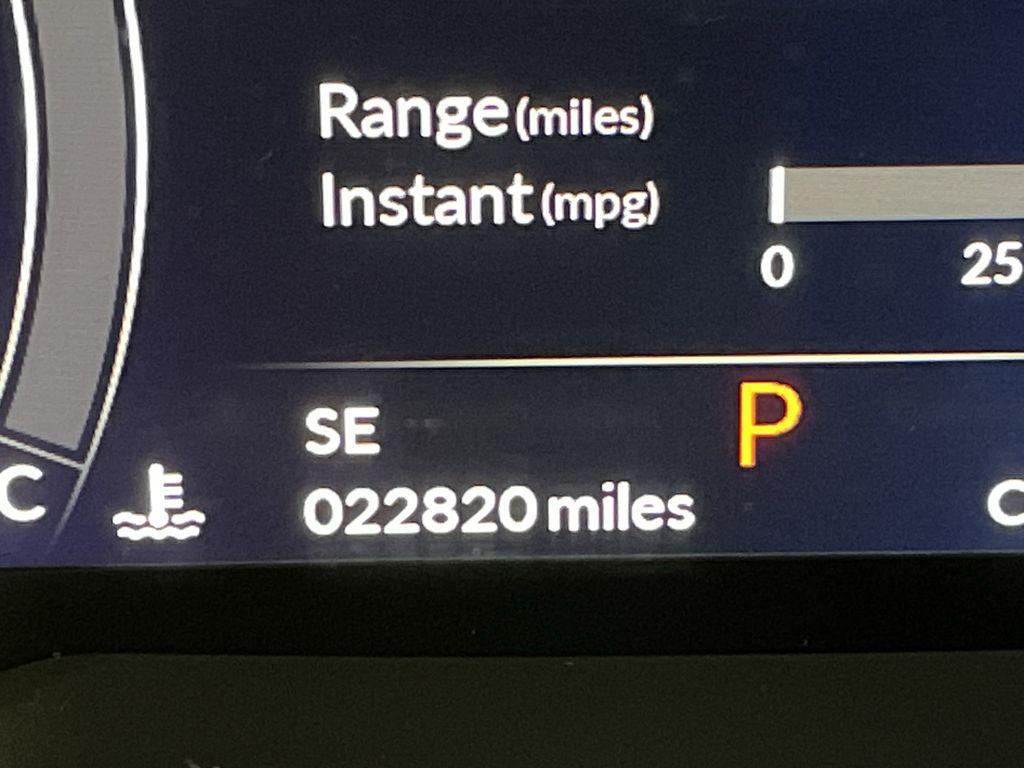 Range (miles)
Instant (mpg)
0 25
SE
P
022820 miles
C
C